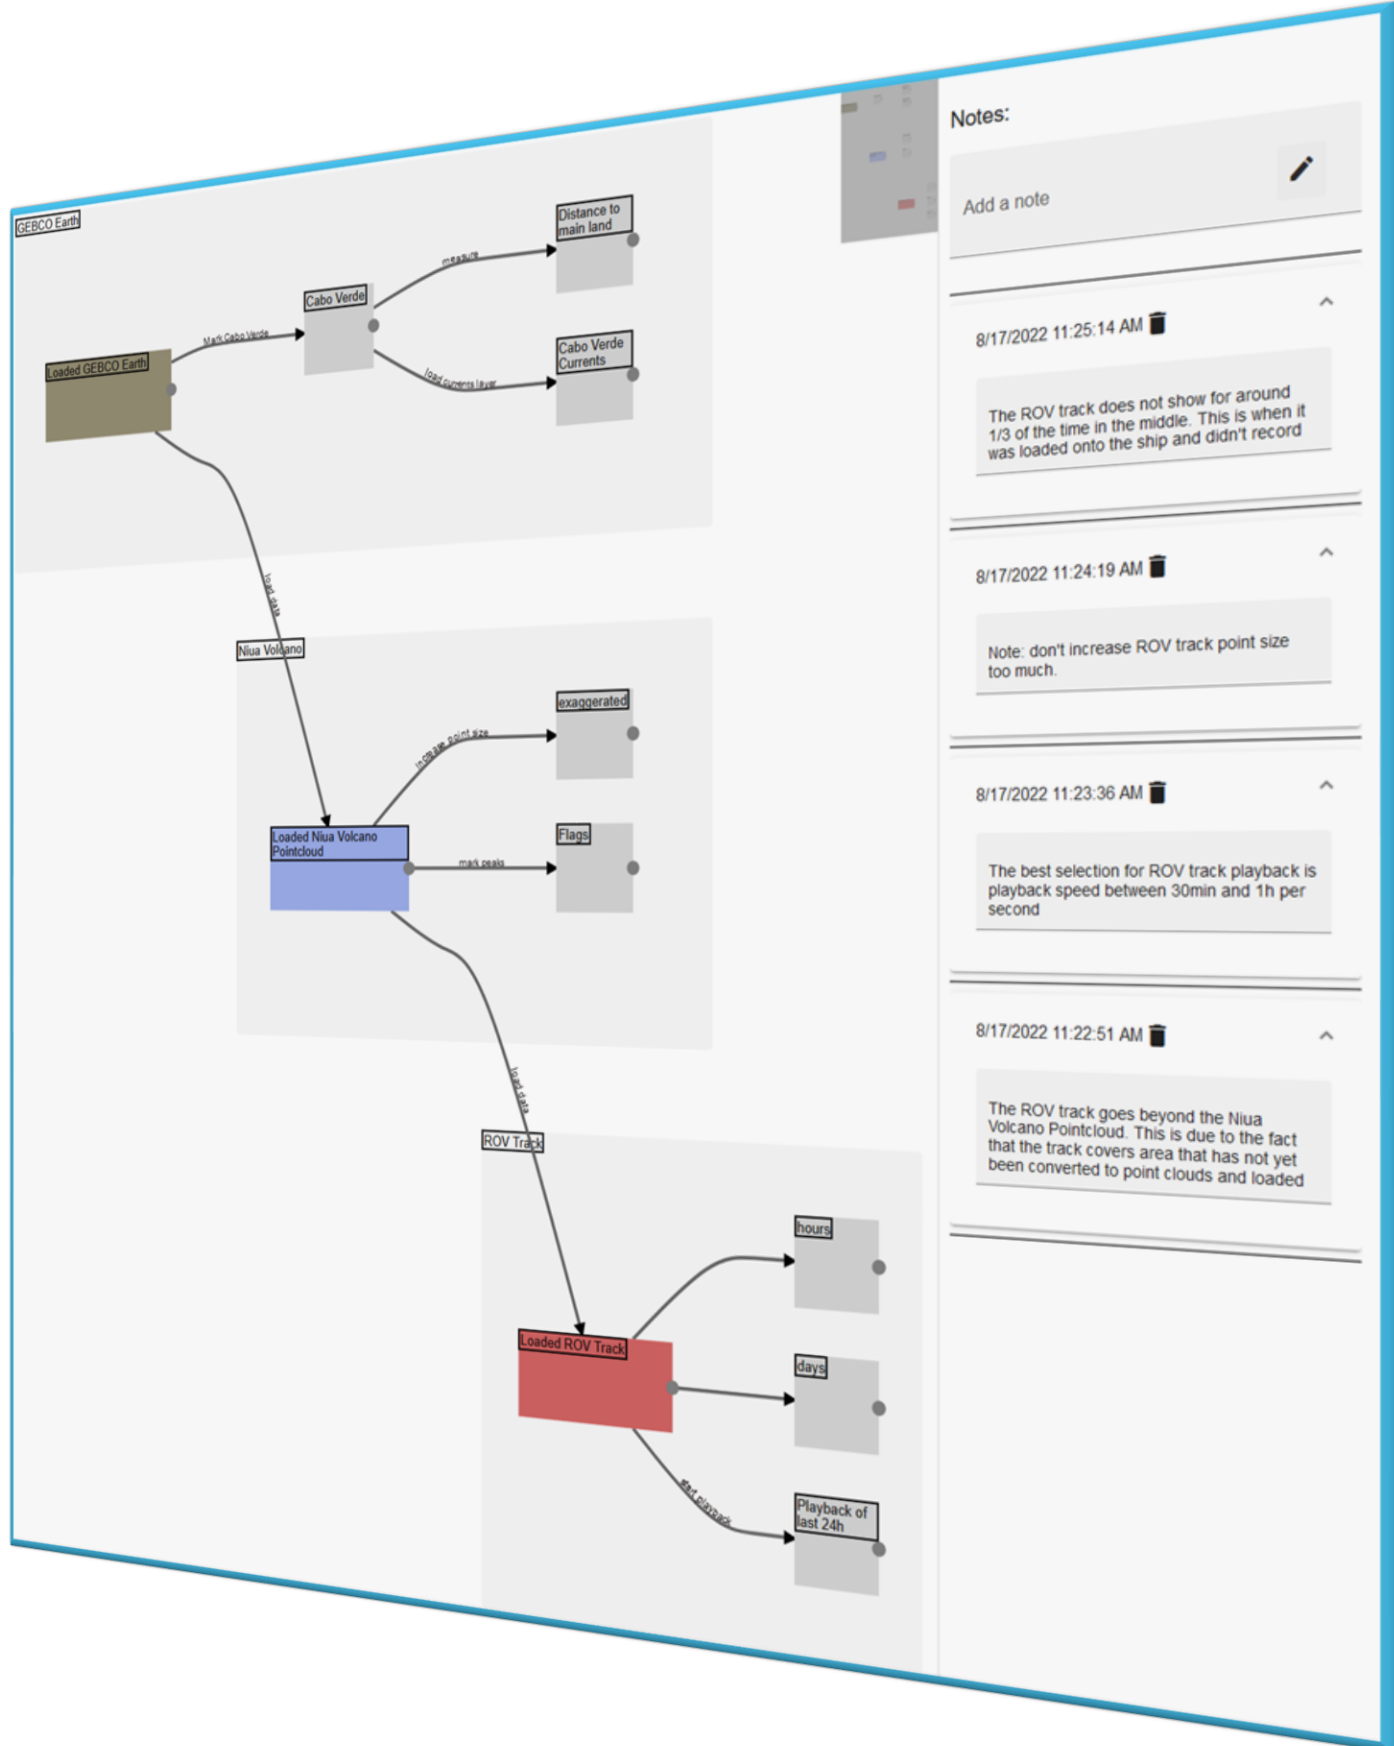 GEBCO Earth
Distance to
main land
measure
Cabo Verde
Mark Cabo Verde
Cabo Verde
Currents
load currents layer
Loaded GEBCO Earth
load data
Niua Volcano
exaggerated
increase point size
Loaded Niua Volcano
Pointcloud
Flags
mark peaks
load data
ROV Track
hours
Loaded ROV Track
days
start playback
Playback of
last 24h
Notes:
Add a note
8/17/2022 11:25:14 AM
The ROV track does not show for around
1/3 of the time in the middle. This is when it
was loaded onto the ship and didn't record
8/17/2022 11:24:19 AM
Note: don't increase ROV track point size
too much.
8/17/2022 11:23:36 AM
The best selection for ROV track playback is
playback speed between 30min and 1h per
second
8/17/2022 11:22:51 AM
The ROV track goes beyond the Niua
Volcano Pointcloud. This is due to the fact
that the track covers area that has not yet
been converted to point clouds and loaded